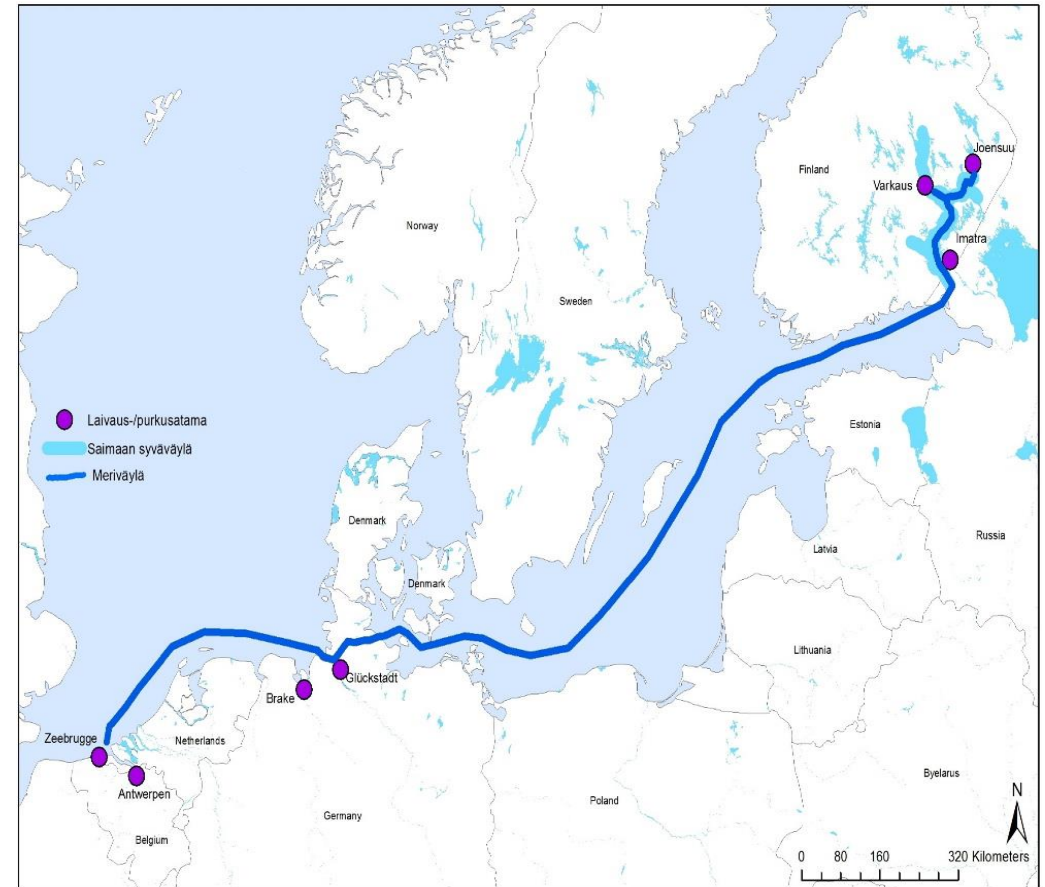 Joensuu
Finland
Varkaus
Norway
Imatra
Sweden
Laivaus-/purkusatama
Saimaan syväväylä
Meriväylä
Estonia
Denmark
Russia
Latvia
Denmark
Lithuania
Glückstadt
Brake
Zeebrugge
Netherlands
Antwerpen
Byelarus
Poland
Germany
Belgium
N
0 80 160 320 Kilometers